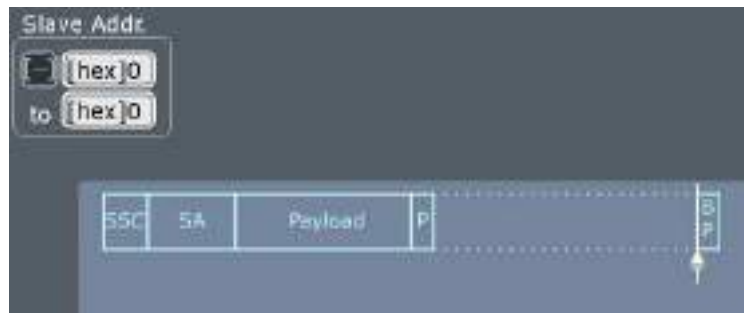 Slave Addr.
[hex]0
to [hex]0
SSC SA Payload P B
P